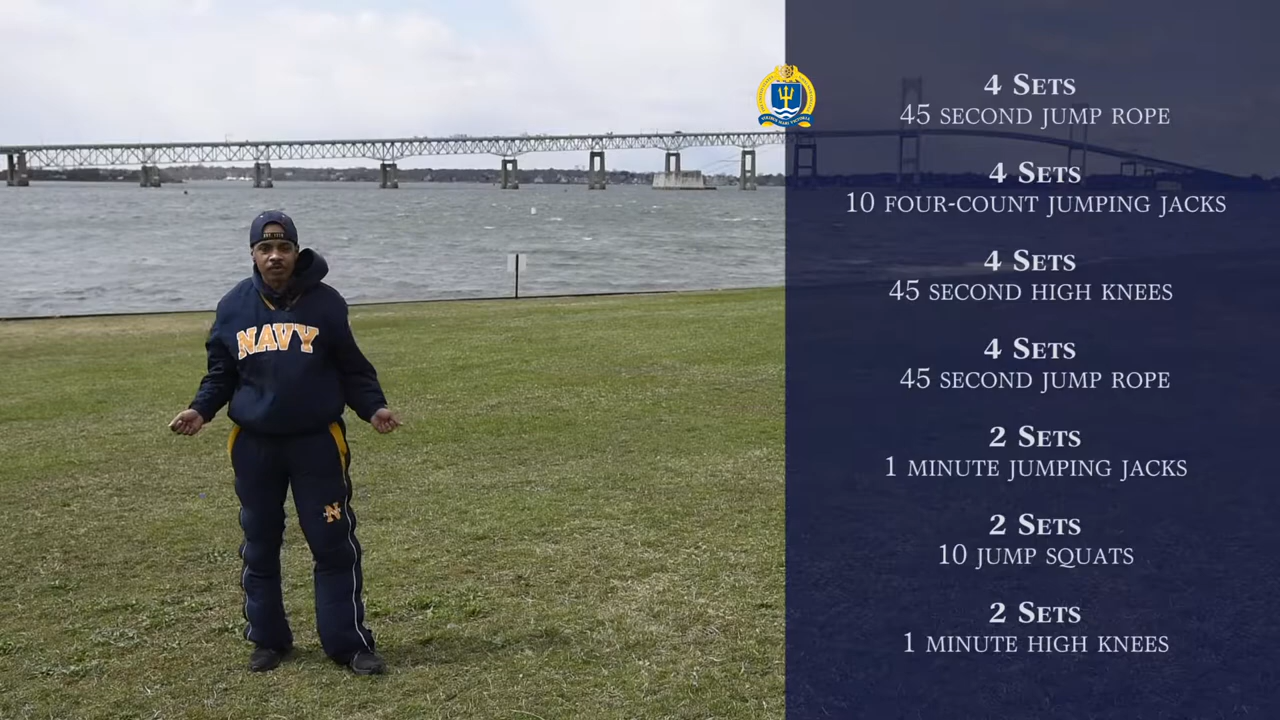 4 Sets
45 second jump rope
4 Sets
10 four-count jumping jacks
4 Sets
45 second high knees
4 Sets
45 second jump rope
2 Sets
1 minute jumping jacks
2 Sets
10 jump squats
2 Sets
1 minute high knees
NAVY
N